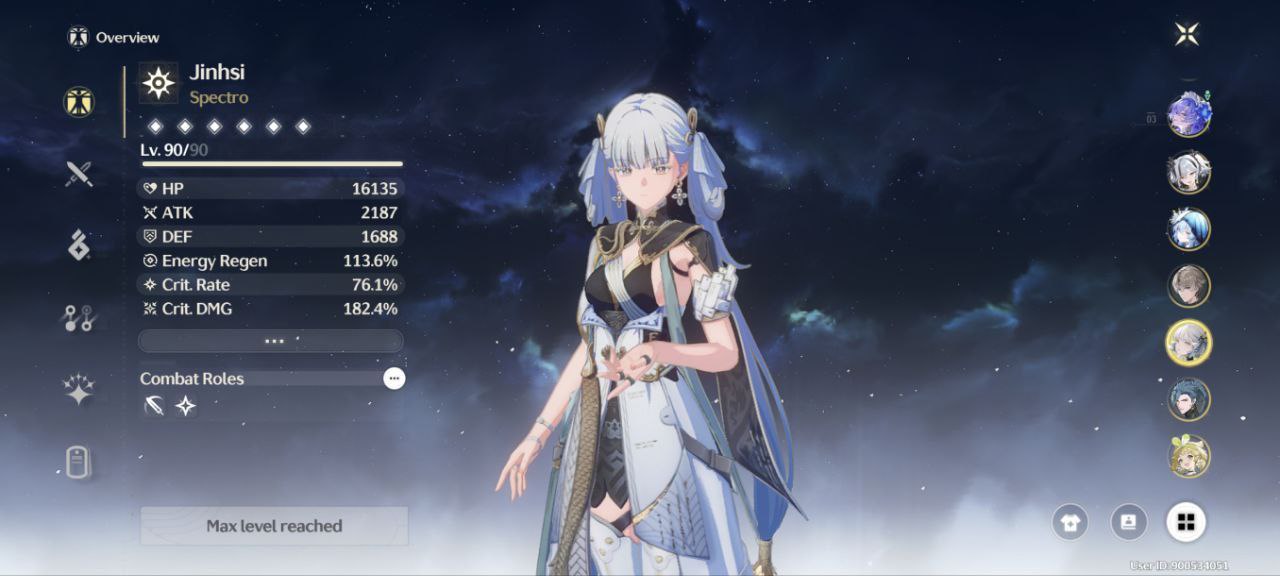 Overview
Jinhsi
Spectro
Lv. 90/90
HP 16135
ATK 2187
DEF 1688
Energy Regen 113.6%
Crit. Rate 76.1%
Crit. DMG 182.4%
Combat Roles
Max level reached
03
User ID:900534051